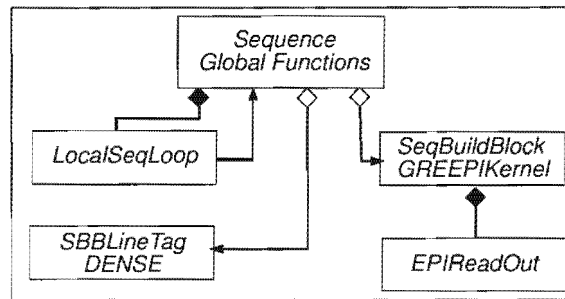 Sequence
Global Functions
LocalSeqLoop
SeqBuildBlock
GREEPIKernel
SBBLineTag
DENSE
EPIReadOut